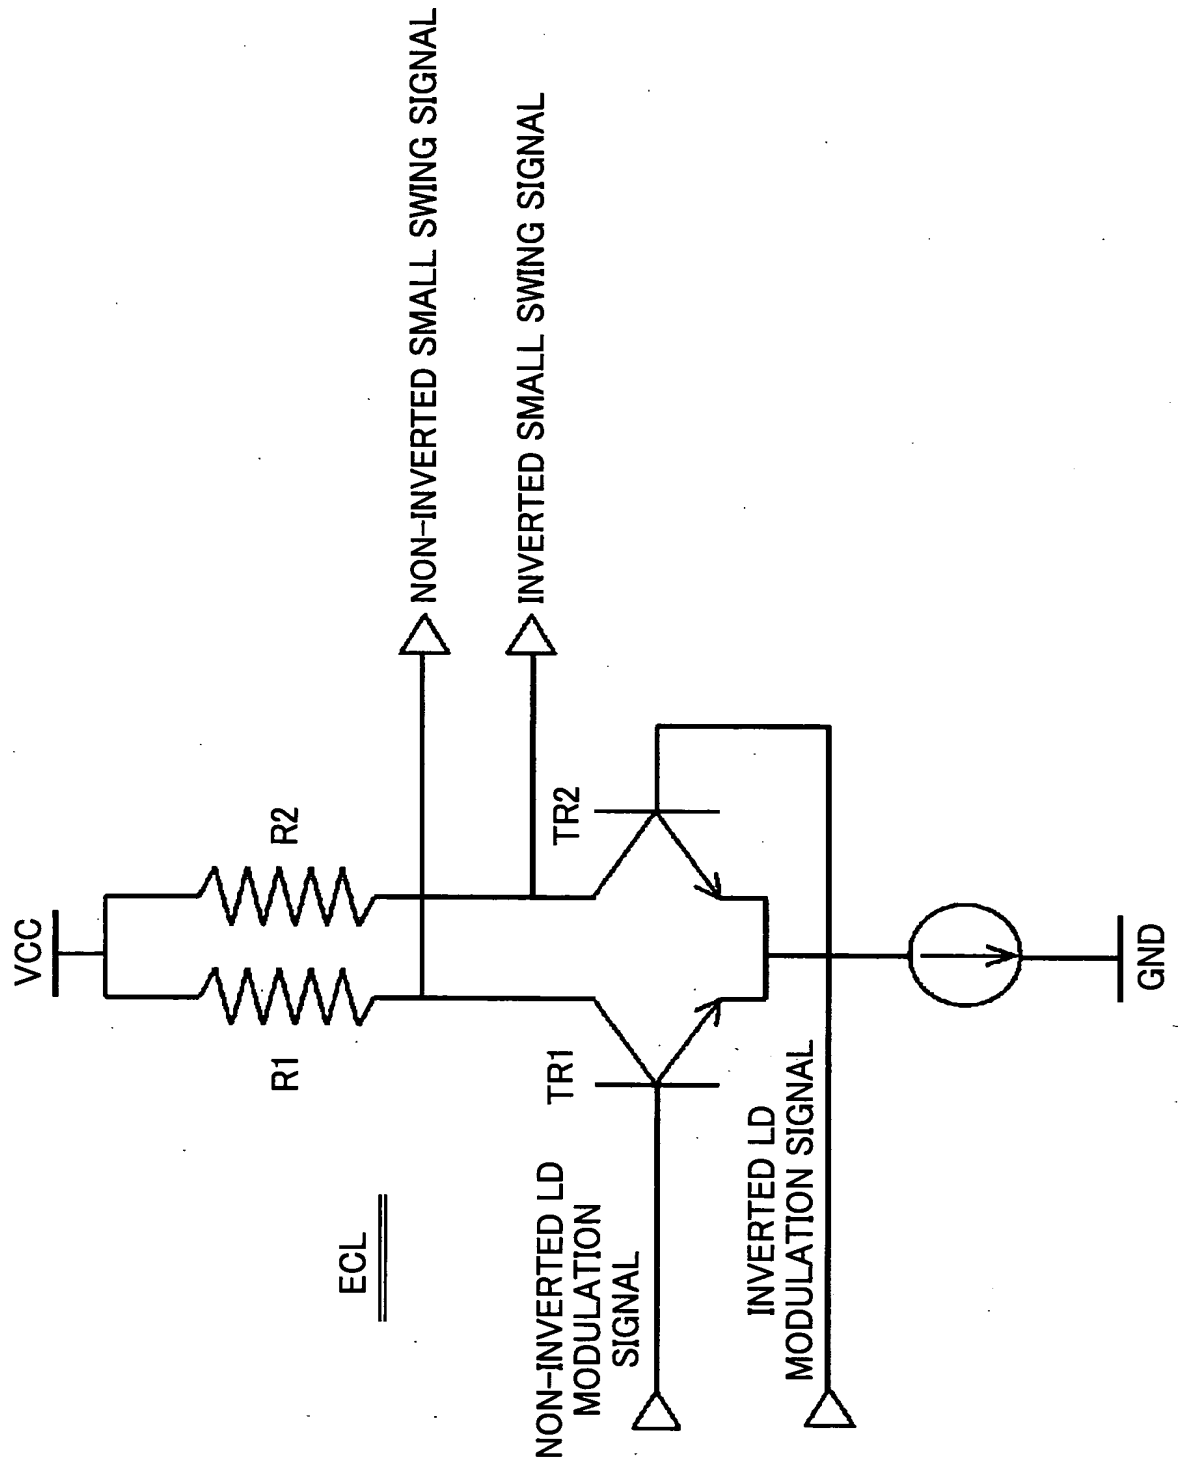 ECL
VCC
R1
R2
NON-INVERTED SMALL SWING SIGNAL
INVERTED SMALL SWING SIGNAL
TR1
TR2
NON-INVERTED LD
MODULATION
SIGNAL
INVERTED LD
MODULATION SIGNAL
GND